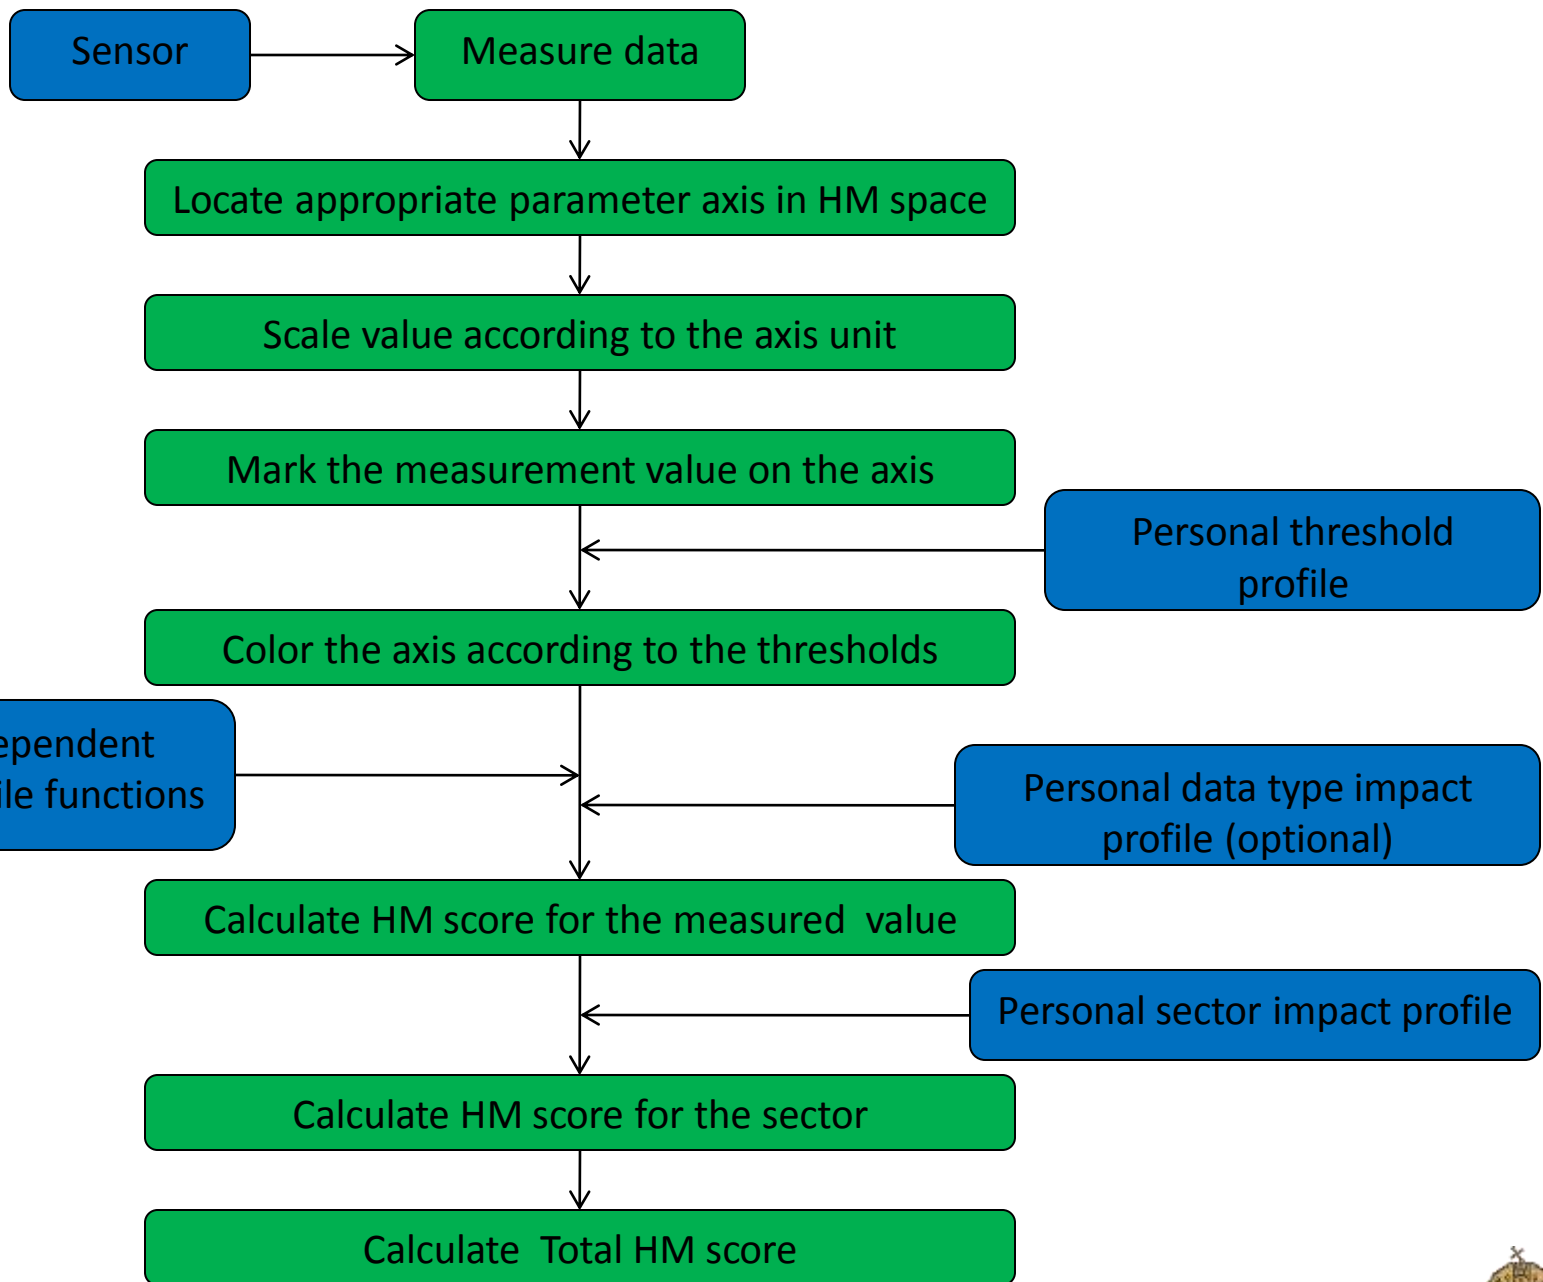 Sensor
Measure data
Locate appropriate parameter axis in HM space
Scale value according to the axis unit
Mark the measurement value on the axis
Personal threshold
profile
Color the axis according to the thresholds
functions
Personal data type impact
profile (optional)
Calculate HM score for the measured value
Personal sector impact profile
Calculate HM score for the sector
Calculate Total HM score